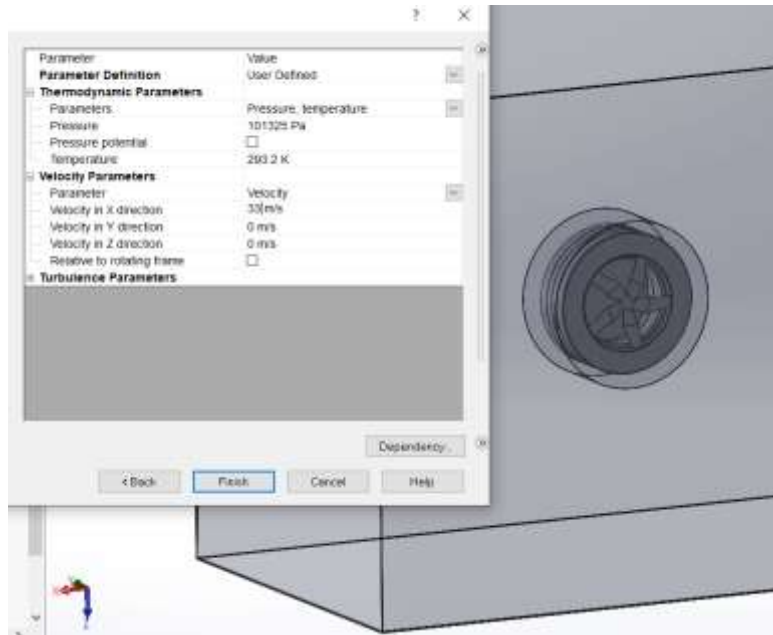 ?
Parameter Value
Parameter Definition User Defined
Thermodynamic Parameters
Parameters Pressure, temperature
Pressure 101325 Pa
Pressure potential
Temperature 293.2 K
Velocity Parameters
Parameter Velocity
Velocity in X direction 33 m/s
Velocity in Y direction 0 m/s
Velocity in Z direction 0 m/s
Relative to rotating frame
Turbulence Parameters
Dependency...
< Back Finish Cancel Help